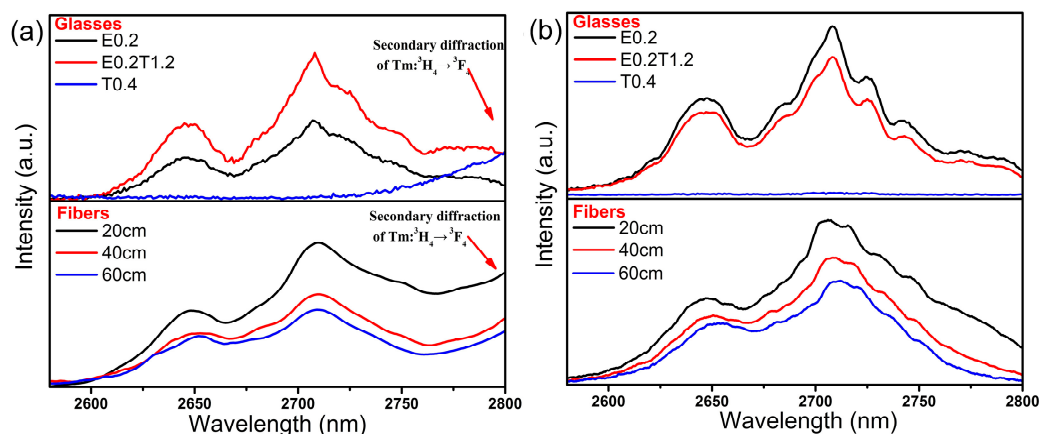 (a)
Glasses
E0.2
E0.2T1.2
T0.4
Secondary diffraction
of Tm:³H₄→³F₄
Fibers
20cm
40cm
60cm
Secondary diffraction
of Tm:³H₄→³F₄
Intensity (a.u.)
2600 2650 2700 2750 2800
Wavelength (nm)
(b)
Glasses
E0.2
E0.2T1.2
T0.4
Fibers
20cm
40cm
60cm
Intensity (a.u.)
2600 2650 2700 2750 2800
Wavelength (nm)